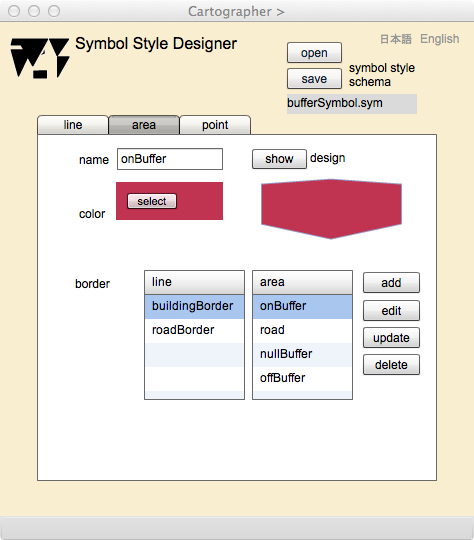 Cartographer >
日本語 English
Symbol Style Designer
open
save
symbol style
schema
bufferSymbol.sym
line area point
name onBuffer show design
color select
border
line area
buildingBorder onBuffer
roadBorder road
nullBuffer
offBuffer
add
edit
update
delete